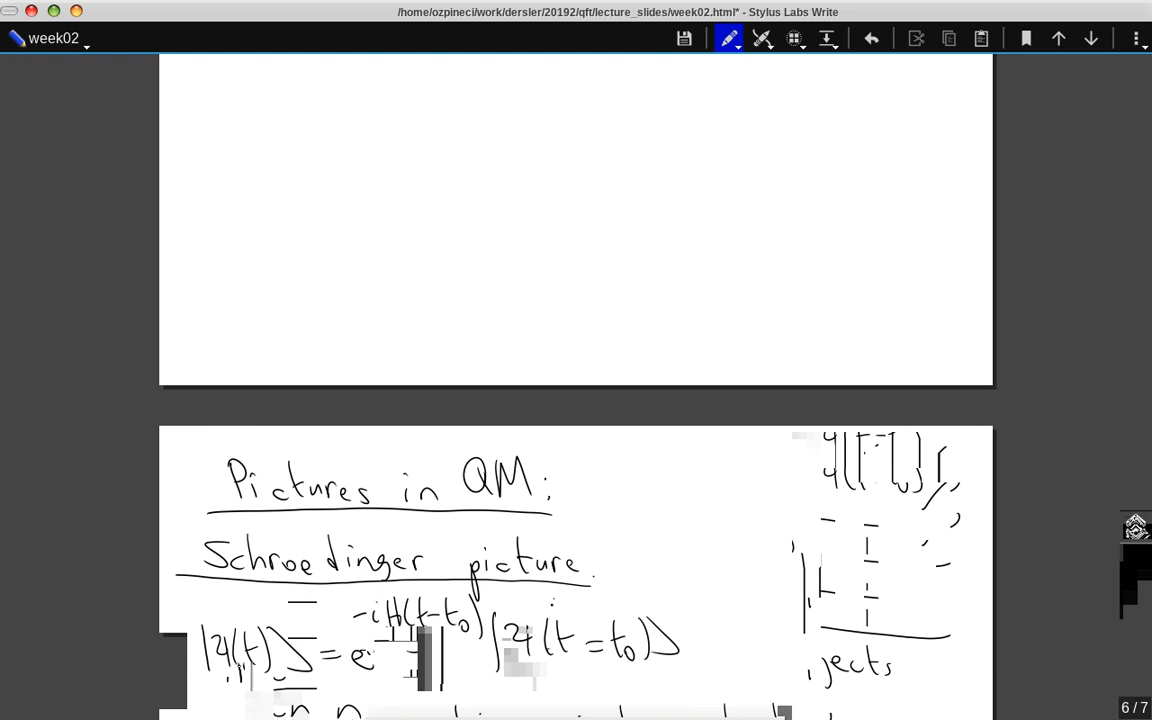 /home/ozpineci/work/dersler/20192/qft/lecture_slides/week02.html* - Stylus Labs Write
week02
Pictures in QM:
Schroedinger picture.
|ψ(t)> = e^{-iH(t-t₀)} |ψ(t=t₀)>
jects
6 / 7